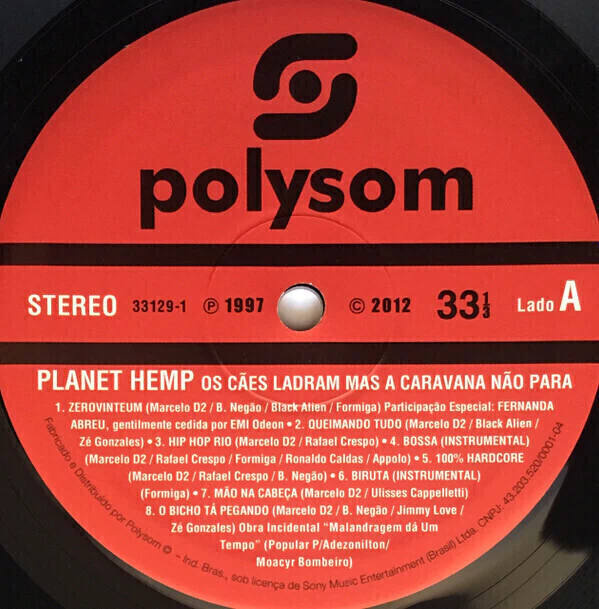 polysom
STEREO 33129-1 ℗ 1997 © 2012 33⅓ Lado A
PLANET HEMP OS CÃES LADRAM MAS A CARAVANA NÃO PARA
1. ZEROVINTEUM (Marcelo D2 / B. Negão / Black Alien / Formiga) Participação Especial: FERNANDA
ABREU, gentilmente cedida por EMI Odeon • 2. QUEIMANDO TUDO (Marcelo D2 / Black Alien /
Zé Gonzales) • 3. HIP HOP RIO (Marcelo D2 / Rafael Crespo) • 4. BOSSA (INSTRUMENTAL)
(Marcelo D2 / Rafael Crespo / Formiga / Ronaldo Caldas / Appolo) • 5. 100% HARDCORE
(Marcelo D2 / Rafael Crespo / B. Negão) • 6. BIRUTA (INSTRUMENTAL)
(Formiga) • 7. MÃO NA CABEÇA (Marcelo D2 / Ulisses Cappelletti)
8. O BICHO TÁ PEGANDO (Marcelo D2 / B. Negão / Jimmy Love /
Zé Gonzales) Obra Incidental “Malandragem dá Um
Tempo” (Popular P/Adezonilton/
Moacyr Bombeiro)
Fabricado e Distribuído por Polysom © - Ind. Bras., sob licença de Sony Music Entertainment (Brasil) Ltda. CNPJ: 43.203.520/0001-04